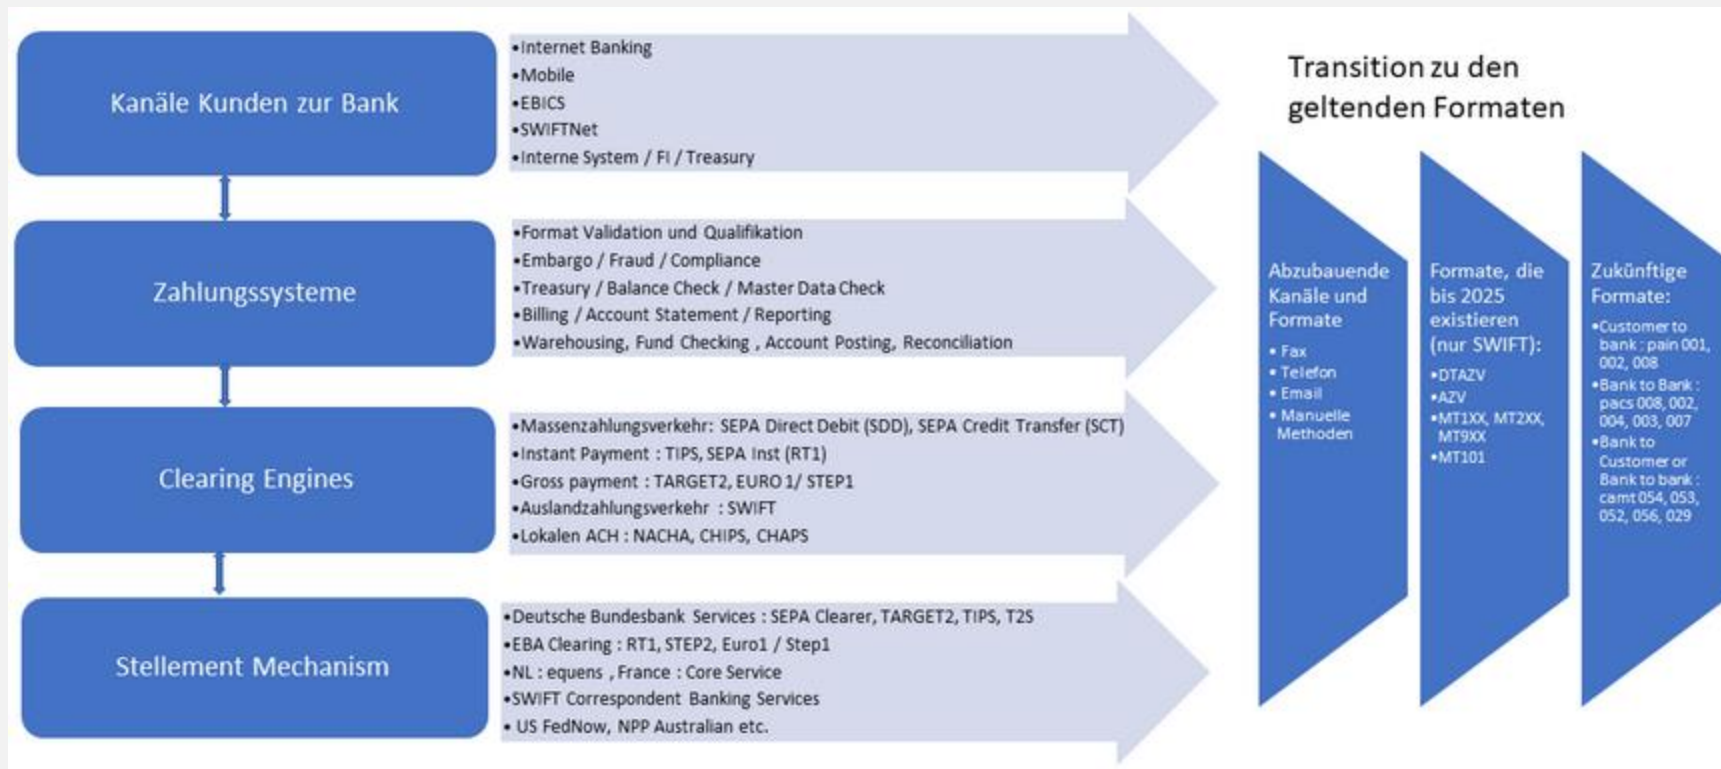 Kanäle Kunden zur Bank
•Internet Banking
•Mobile
•EBICS
•SWIFTNet
•Interne System / FI / Treasury
Zahlungssysteme
•Format Validation und Qualifikation
•Embargo / Fraud / Compliance
•Treasury / Balance Check / Master Data Check
•Billing / Account Statement / Reporting
•Warehousing, Fund Checking , Account Posting, Reconciliation
Clearing Engines
•Massenzahlungsverkehr: SEPA Direct Debit (SDD), SEPA Credit Transfer (SCT)
•Instant Payment : TIPS, SEPA Inst (RT1)
•Gross payment : TARGET2, EURO 1/ STEP1
•Auslandzahlungsverkehr : SWIFT
•Lokalen ACH : NACHA, CHIPS, CHAPS
Stellement Mechanism
•Deutsche Bundesbank Services : SEPA Clearer, TARGET2, TIPS, T2S
•EBA Clearing : RT1, STEP2, Euro1 / Step1
•NL : equens , France : Core Service
•SWIFT Correspondent Banking Services
• US FedNow, NPP Australian etc.
Transition zu den
geltenden Formaten
Abzubauende
Kanäle und
Formate
• Fax
• Telefon
• Email
• Manuelle
Methoden
Formate, die
bis 2025
existieren
(nur SWIFT):
•DTAZV
•AZV
•MT1XX, MT2XX,
MT9XX
•MT101
Zukünftige
Formate:
•Customer to
bank : pain 001,
002, 008
•Bank to Bank :
pacs 008, 002,
004, 003, 007
•Bank to
Customer or
Bank to bank :
camt 054, 053,
052, 056, 029